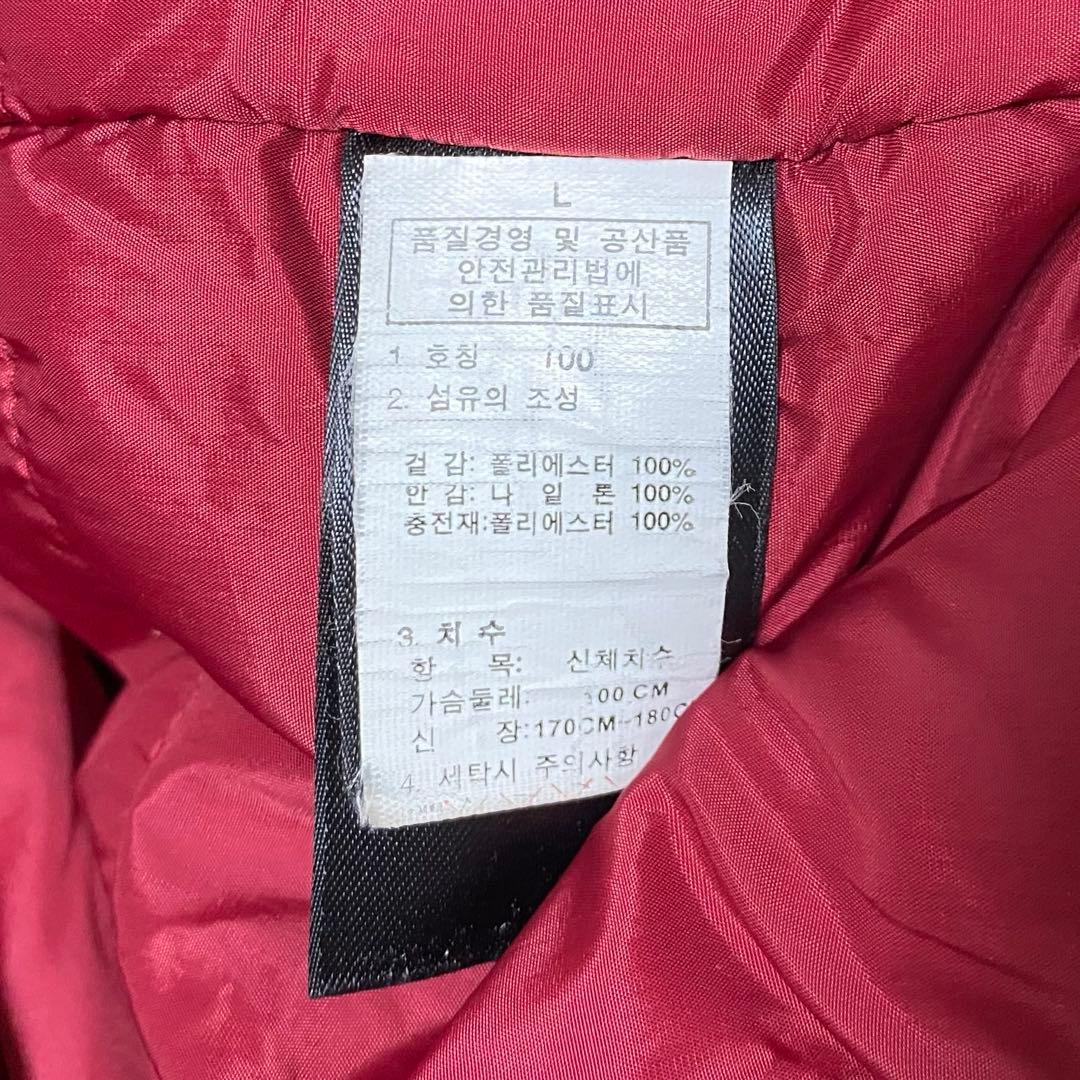 L
품질경영 및 공산품
안전관리법에
의한 품질표시
1. 호칭 100
2. 섬유의 조성
겉 감: 폴리에스터 100%
안 감: 나 일 론 100%
충전재:폴리에스터 100%
3. 치 수
항 목: 신체치수
가슴둘레: 100 CM
신 장:170CM-180C
4. 세탁시 주의사항